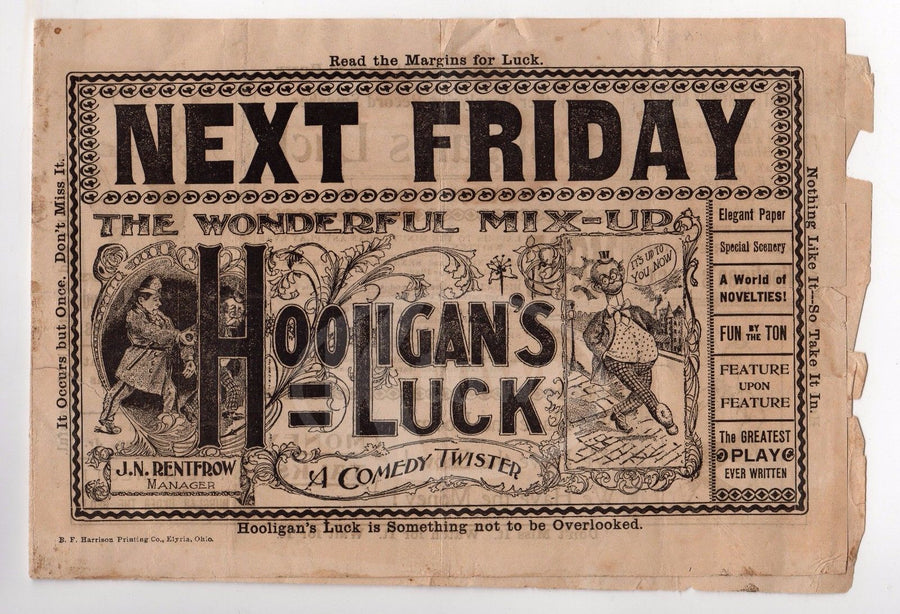 Read the Margins for Luck.
NEXT FRIDAY
It Occurs but Once. Don't Miss It.
THE WONDERFUL MIX-UP
HOOLIGAN'S
= LUCK
IT'S UP TO
YOU NOW
J.N. RENTFROW
MANAGER
A COMEDY TWISTER
Elegant Paper
Special Scenery
A World of
NOVELTIES!
FUN BY THE TON
FEATURE
UPON
FEATURE
The GREATEST
PLAY
EVER WRITTEN
Nothing Like It--So Take It In.
Hooligan's Luck is Something not to be Overlooked.
B. F. Harrison Printing Co., Elyria, Ohio.